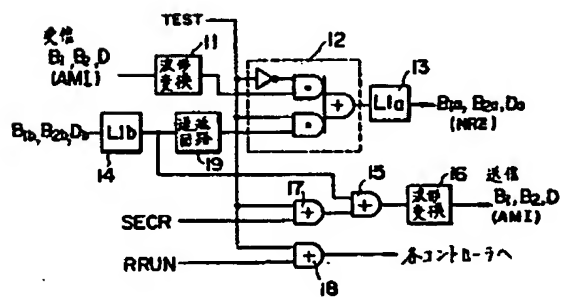 TEST
受信
B₁,B₂,D
(AMI)
11
波形
変換
12
13
L1a
B₁a,B₂a,Da
(NRZ)
B₁b,B₂b,Db
L1b
14
遅延
回路
19
15
16
送信
波形
変換
B₁,B₂,D
(AMI)
17
SECR
RRUN
18
各コントローラへ